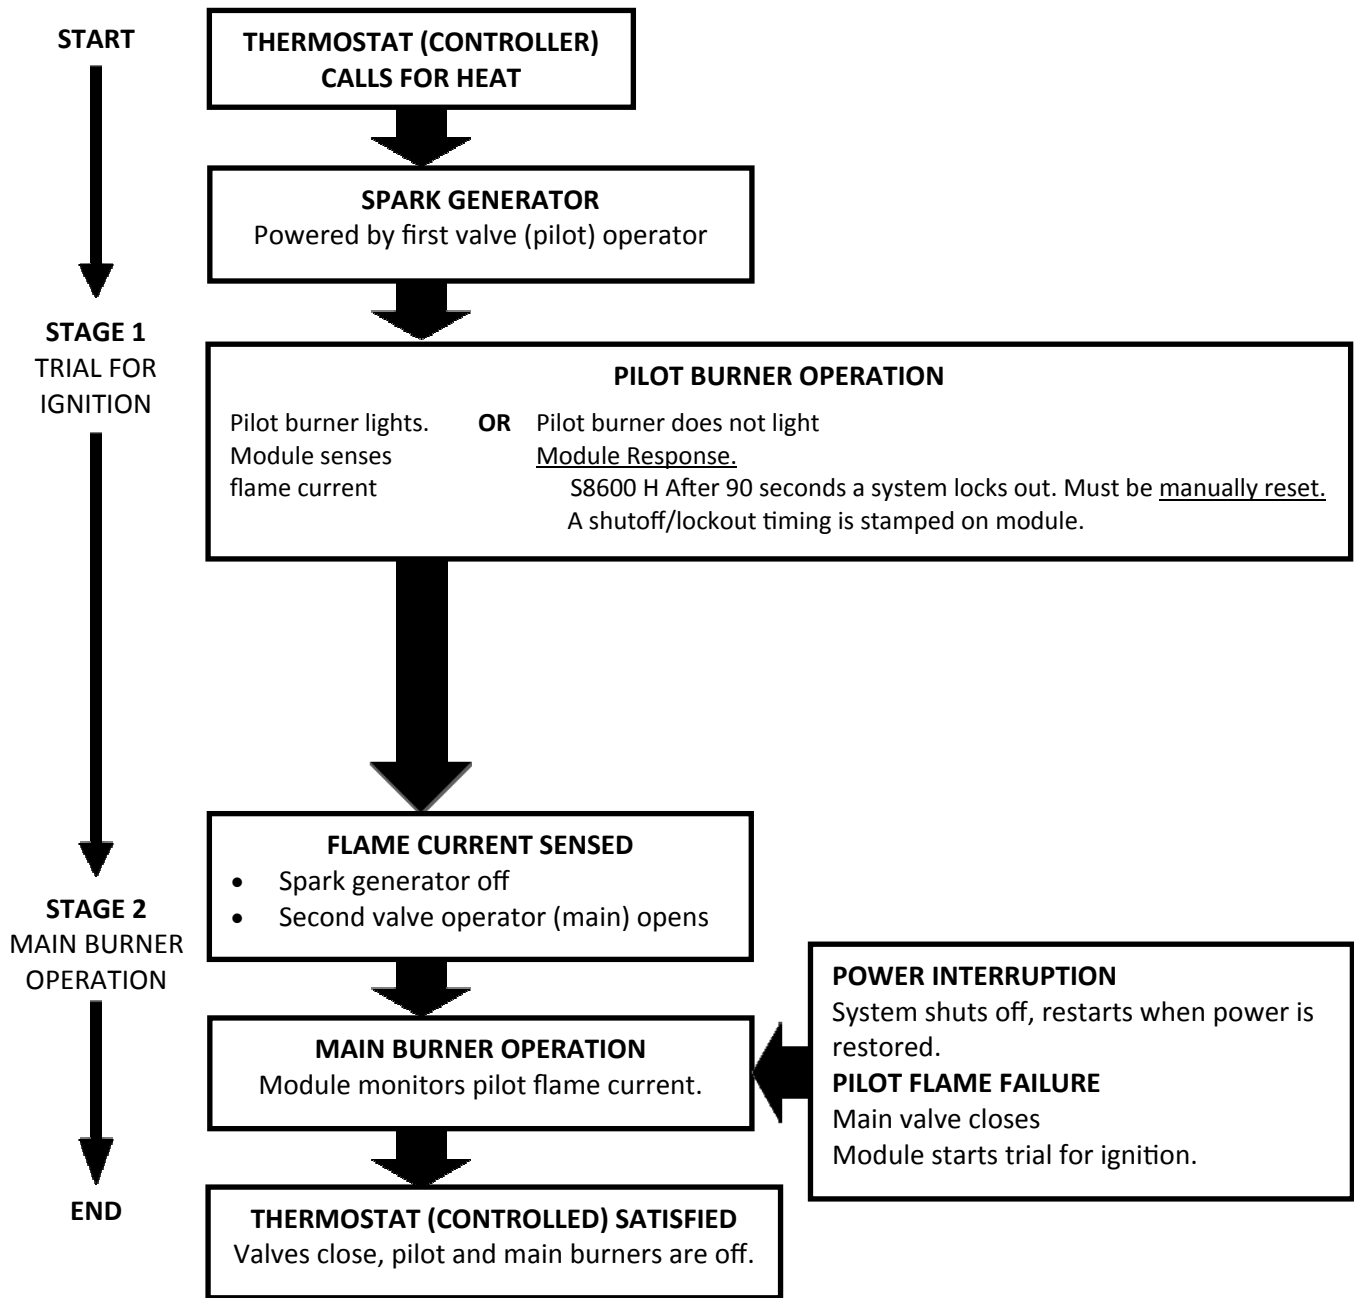 START
THERMOSTAT (CONTROLLER)
CALLS FOR HEAT
SPARK GENERATOR
Powered by first valve (pilot) operator
STAGE 1
TRIAL FOR
IGNITION
PILOT BURNER OPERATION
Pilot burner lights. OR Pilot burner does not light
Module senses Module Response.
flame current S8600 H After 90 seconds a system locks out. Must be manually reset.
A shutoff/lockout timing is stamped on module.
FLAME CURRENT SENSED
• Spark generator off
• Second valve operator (main) opens
STAGE 2
MAIN BURNER
OPERATION
POWER INTERRUPTION
System shuts off, restarts when power is
restored.
PILOT FLAME FAILURE
Main valve closes
Module starts trial for ignition.
MAIN BURNER OPERATION
Module monitors pilot flame current.
END
THERMOSTAT (CONTROLLED) SATISFIED
Valves close, pilot and main burners are off.